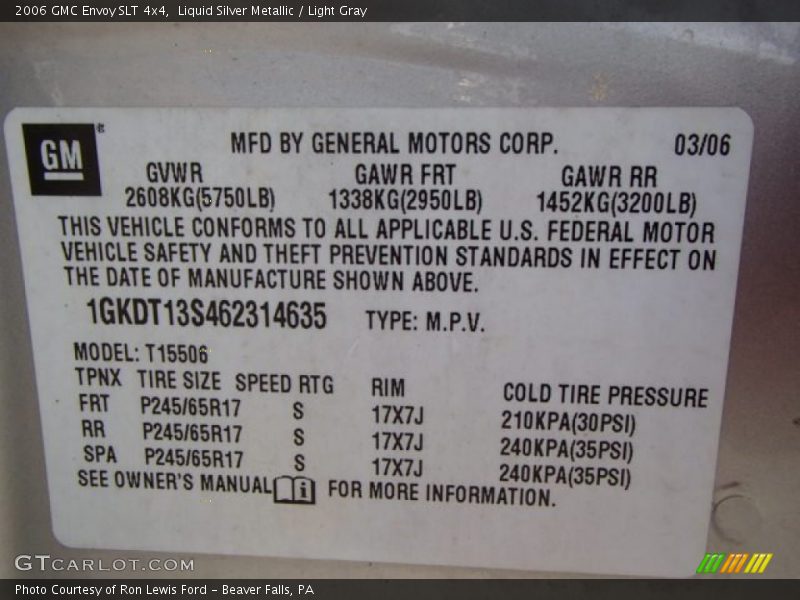 2006 GMC Envoy SLT 4x4, Liquid Silver Metallic / Light Gray
GM®
MFD BY GENERAL MOTORS CORP. 03/06
GVWR GAWR FRT GAWR RR
2608KG(5750LB) 1338KG(2950LB) 1452KG(3200LB)
THIS VEHICLE CONFORMS TO ALL APPLICABLE U.S. FEDERAL MOTOR
VEHICLE SAFETY AND THEFT PREVENTION STANDARDS IN EFFECT ON
THE DATE OF MANUFACTURE SHOWN ABOVE.
1GKDT13S462314635 TYPE: M.P.V.
MODEL: T15506
TPNX TIRE SIZE SPEED RTG RIM COLD TIRE PRESSURE
FRT P245/65R17 S 17X7J 210KPA(30PSI)
RR P245/65R17 S 17X7J 240KPA(35PSI)
SPA P245/65R17 S 17X7J 240KPA(35PSI)
SEE OWNER'S MANUAL i FOR MORE INFORMATION.
GTCARLOT.COM
Photo Courtesy of Ron Lewis Ford - Beaver Falls, PA